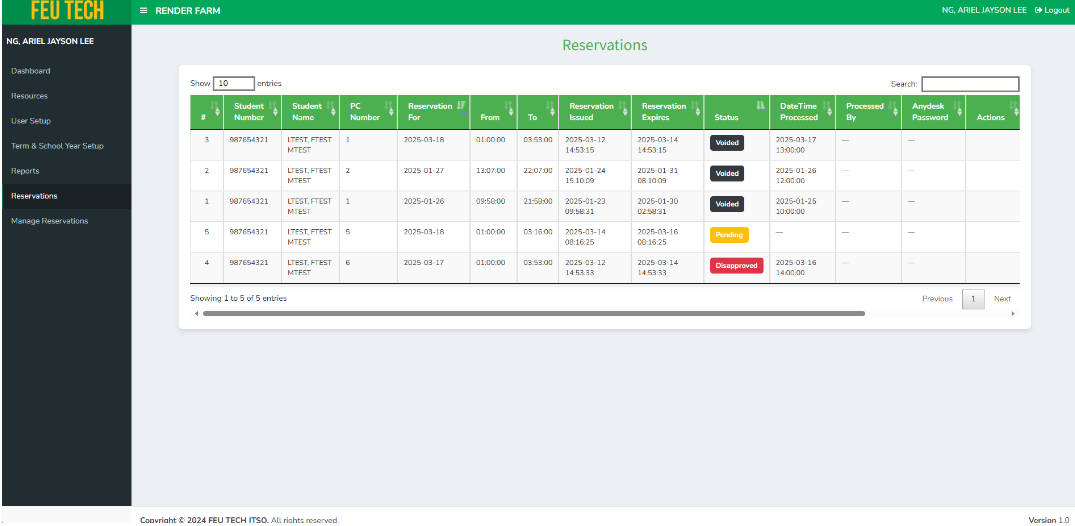 FEU TECH
RENDER FARM
NG, ARIEL JAYSON LEE Logout
NG, ARIEL JAYSON LEE
Dashboard
Resources
User Setup
Term & School Year Setup
Reports
Reservations
Manage Reservations
Reservations
Show 10 entries
Search:
# Student Number Student Name PC Number Reservation For From To Reservation Issued Reservation Expires Status DateTime Processed Processed By Anydesk Password Actions
3 987654321 LTEST, FTEST 1 2025-03-18 01:00:00 03:53:00 2025-03-12 2025-03-14 Voided 2025-03-17 — —
MTEST 14:53:15 14:53:15 13:00:00
2 987654321 LTEST, FTEST 2 2025-01-27 13:07:00 22:07:00 2025-01-24 2025-01-31 Voided 2025-01-26 — —
MTEST 15:10:09 08:10:09 12:00:00
1 987654321 LTEST, FTEST 1 2025-01-26 09:58:00 21:58:00 2025-01-23 2025-01-30 Voided 2025-01-25 — —
MTEST 09:58:31 02:58:31 10:00:00
5 987654321 LTEST, FTEST 5 2025-03-18 01:00:00 03:16:00 2025-03-14 2025-03-16 Pending — — —
MTEST 08:16:25 08:16:25
4 987654321 LTEST, FTEST 6 2025-03-17 01:00:00 03:53:00 2025-03-12 2025-03-14 Disapproved 2025-03-16 — —
MTEST 14:53:33 14:53:33 14:00:00
Showing 1 to 5 of 5 entries
Previous 1 Next
Copyright © 2024 FEU TECH ITSO. All rights reserved.
Version 1.0